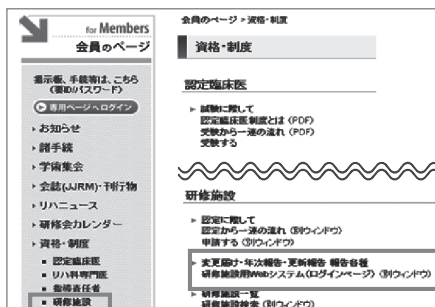 for Members
会員のページ
掲示板、手続等は、こちら
(要ID/パスワード)
専用ページへログイン
お知らせ
諸手続
学術集会
会誌(JJRM)・刊行物
リハニュース
研修会カレンダー
資格・制度
認定臨床医
リハ科専門医
指導責任者
研修施設
会員のページ > 資格・制度
資格・制度
認定臨床医
試験に際して
認定臨床医制度とは (PDF)
受験から一連の流れ (PDF)
受験する
研修施設
認定に際して
認定から一連の流れ (別ウィンドウ)
申請する (別ウィンドウ)
変更届け・年次報告・更新報告 報告各種
研修施設用Webシステム(ログインページ) (別ウィンドウ)
研修施設一覧
研修施設検索 (別ウィンドウ)